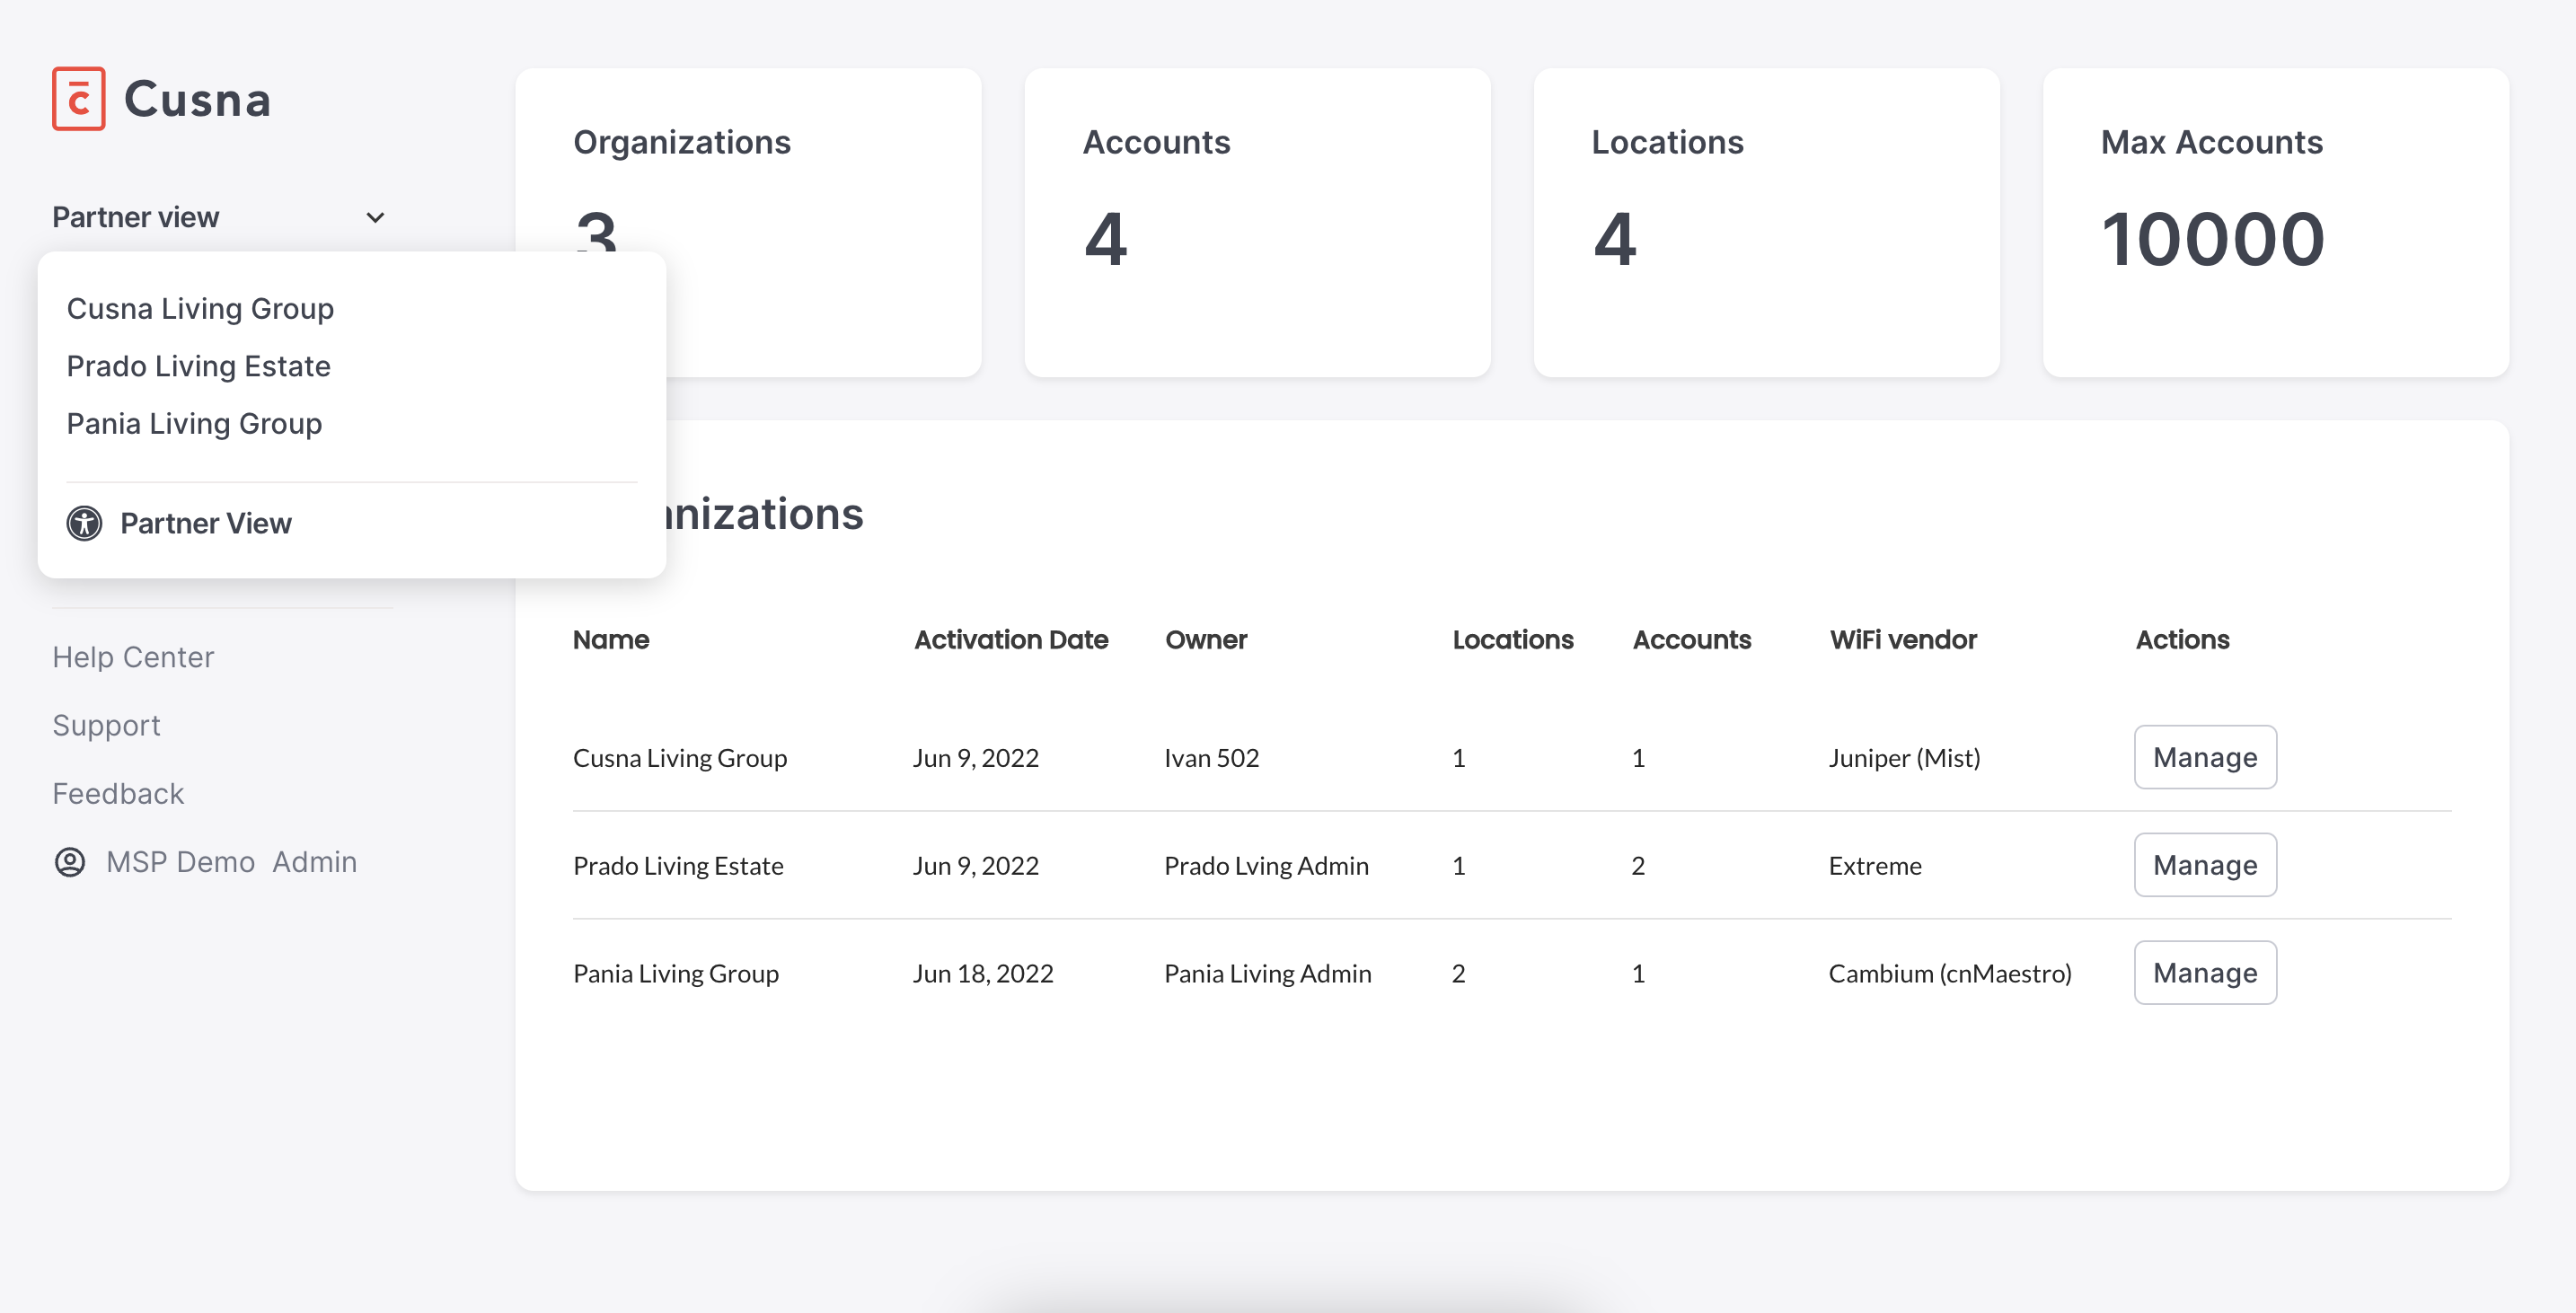 Cusna
Partner view
Cusna Living Group
Prado Living Estate
Pania Living Group
Partner View
Help Center
Support
Feedback
MSP Demo Admin
Organizations
3
Accounts
4
Locations
4
Max Accounts
10000
nizations
Name Activation Date Owner Locations Accounts WiFi vendor Actions
Cusna Living Group Jun 9, 2022 Ivan 502 1 1 Juniper (Mist) Manage
Prado Living Estate Jun 9, 2022 Prado Lving Admin 1 2 Extreme Manage
Pania Living Group Jun 18, 2022 Pania Living Admin 2 1 Cambium (cnMaestro) Manage